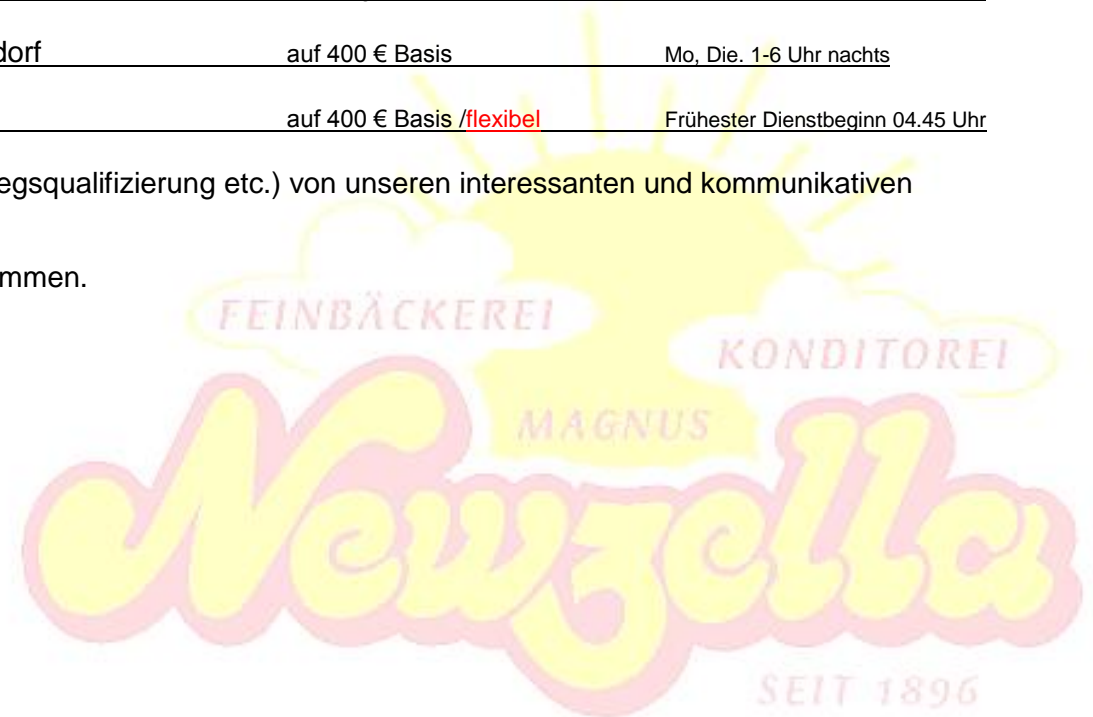 dorf auf 400 € Basis Mo, Die. 1-6 Uhr nachts
auf 400 € Basis /flexibel Frühester Dienstbeginn 04.45 Uhr
egsqualifizierung etc.) von unseren interessanten und kommunikativen
mmen.
FEINBÄCKEREI
KONDITOREI
MAGNUS
Newzella
SEIT 1896